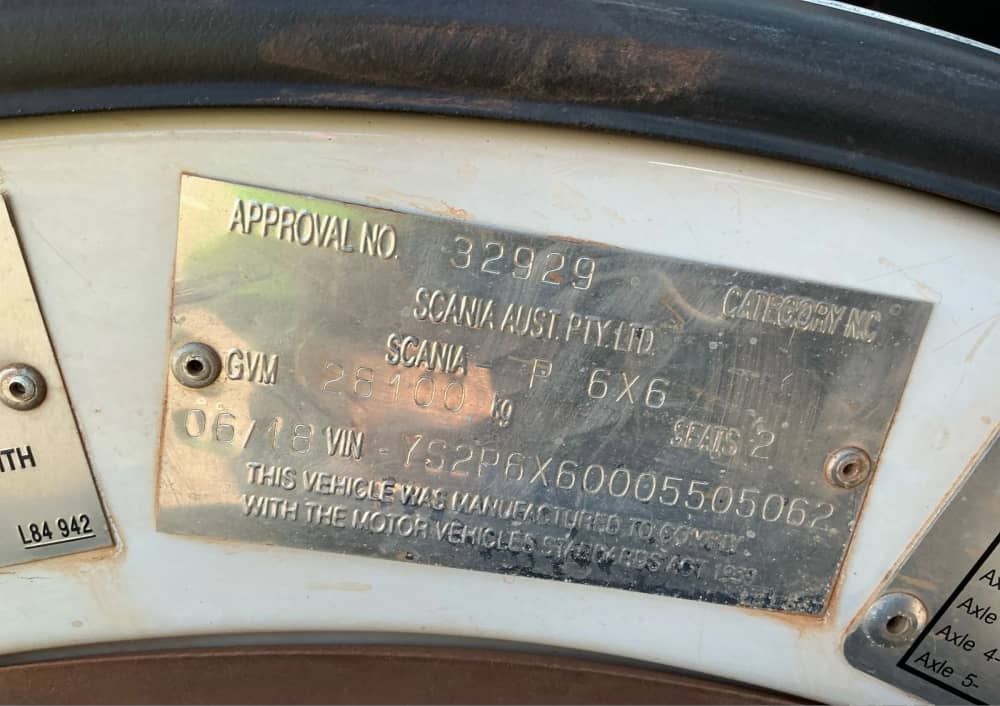 APPROVAL NO. 32929
CATEGORY NC
SCANIA AUST. PTY. LTD.
SCANIA - P 6X6
GVM 28100 kg
SEATS 2
06/18 VIN - YS2P6X60005505062
THIS VEHICLE WAS MANUFACTURED TO COMPLY
WITH THE MOTOR VEHICLES STANDARDS ACT 1989
ITH
L84 942
Axle
Axle 4-
Axle 5-